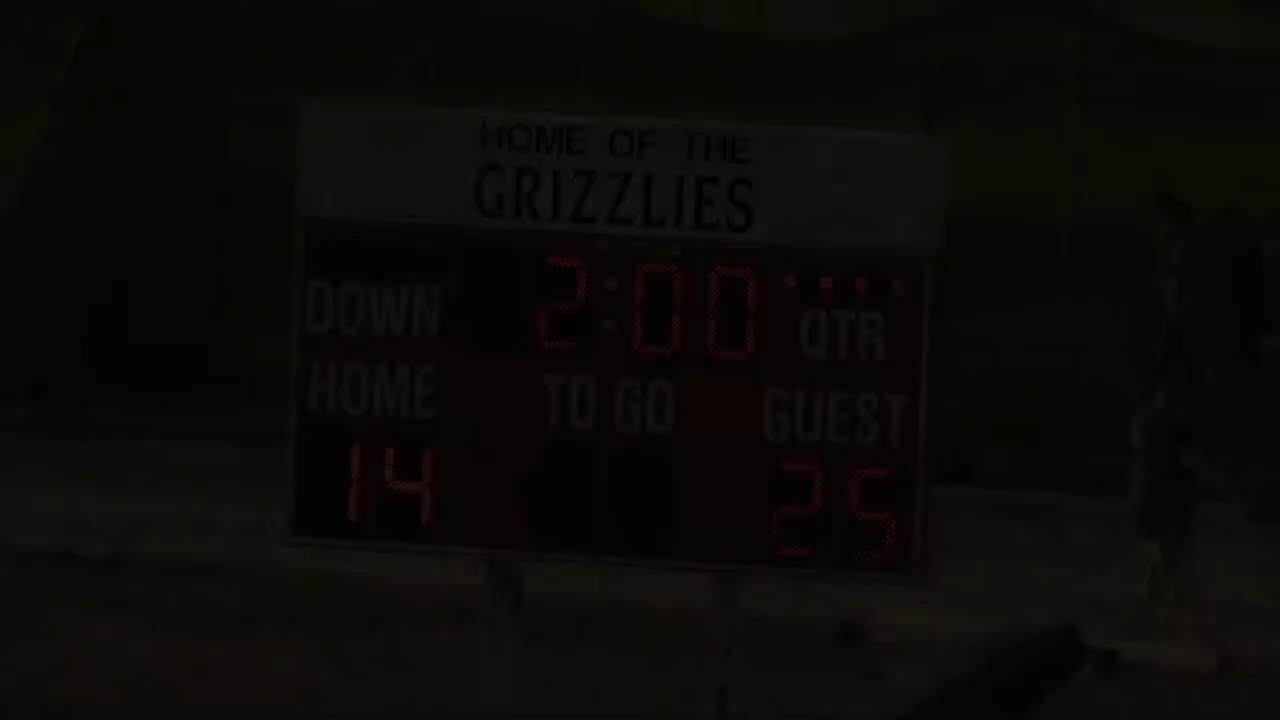 HOME OF THE
GRIZZLIES
2:00
DOWN
QTR
HOME
TO GO
GUEST
14
25